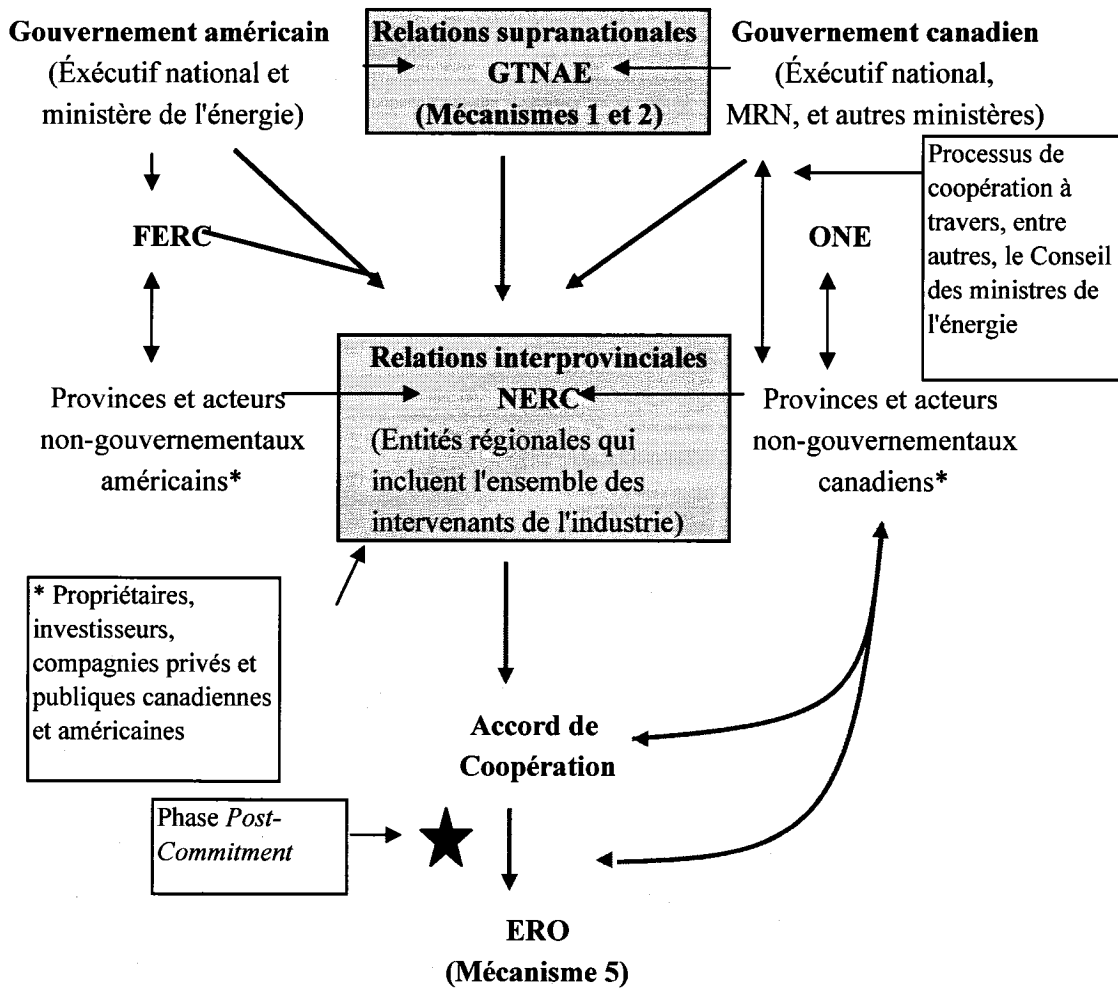 Gouvernement américain
(Éxécutif national et
ministère de l'énergie)
Relations supranationales
GTNAE
(Mécanismes 1 et 2)
Gouvernement canadien
(Éxécutif national,
MRN, et autres ministères)
Processus de
coopération à
travers, entre
autres, le Conseil
des ministres de
l'énergie
FERC
ONE
Relations interprovinciales
NERC
(Entités régionales qui
incluent l'ensemble des
intervenants de l'industrie)
Provinces et acteurs
non-gouvernementaux
américains*
Provinces et acteurs
non-gouvernementaux
canadiens*
* Propriétaires,
investisseurs,
compagnies privés et
publiques canadiennes
et américaines
Accord de
Coopération
Phase Post-
Commitment
ERO
(Mécanisme 5)